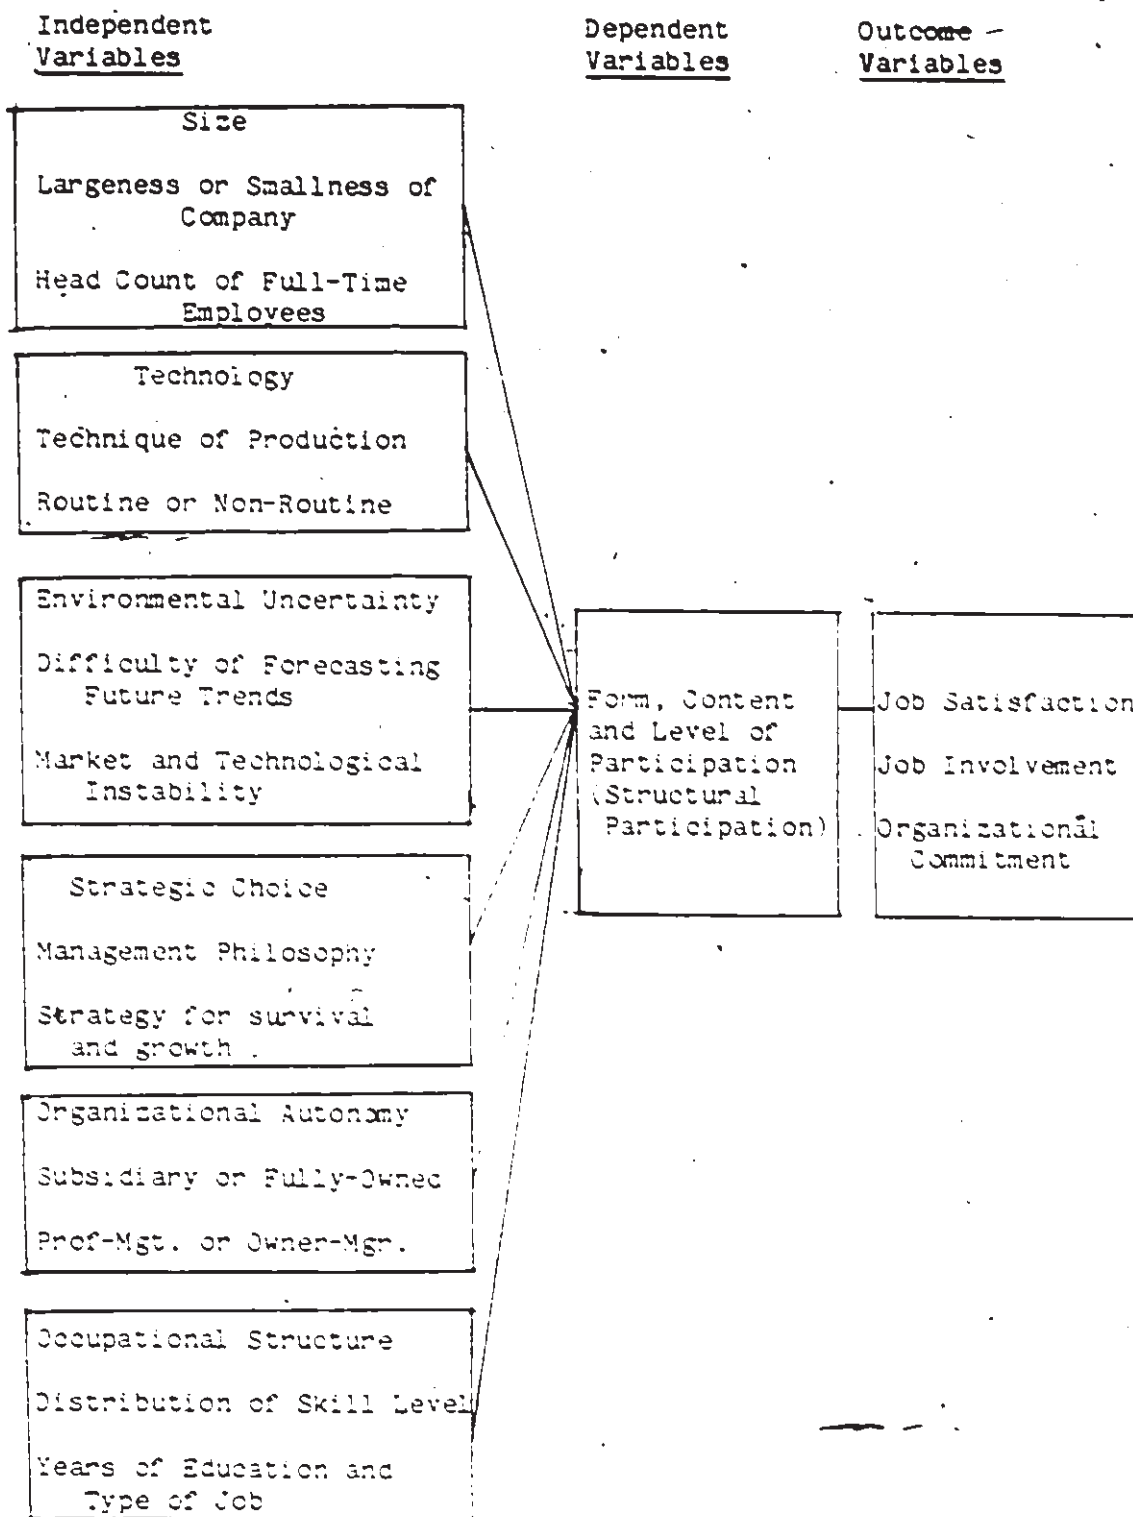 Independent
Variables
Dependent
Variables
Outcome
Variables
Size
Largeness or Smallness of
Company
Head Count of Full-Time
Employees
Technology
Technique of Production
Routine or Non-Routine
Environmental Uncertainty
Difficulty of Forecasting
Future Trends
Market and Technological
Instability
Strategic Choice
Management Philosophy
Strategy for survival
and growth
Organizational Autonomy
Subsidiary or Fully-Owned
Prof-Mgt. or Owner-Mgr.
Occupational Structure
Distribution of Skill Level
Years of Education and
Type of Job
Form, Content
and Level of
Participation
(Structural
Participation)
Job Satisfaction
Job Involvement
Organizational
Commitment